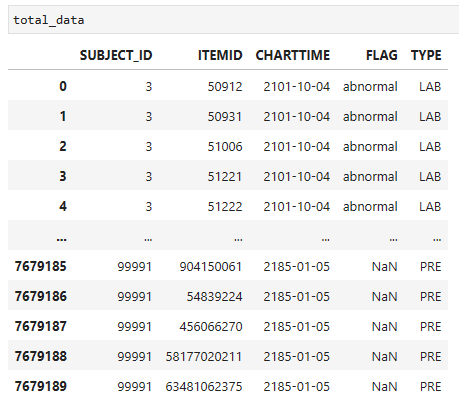 total_data
SUBJECT_ID ITEMID CHARTTIME FLAG TYPE
0 3 50912 2101-10-04 abnormal LAB
1 3 50931 2101-10-04 abnormal LAB
2 3 51006 2101-10-04 abnormal LAB
3 3 51221 2101-10-04 abnormal LAB
4 3 51222 2101-10-04 abnormal LAB
... ... ... ... ... ...
7679185 99991 904150061 2185-01-05 NaN PRE
7679186 99991 54839224 2185-01-05 NaN PRE
7679187 99991 456066270 2185-01-05 NaN PRE
7679188 99991 58177020211 2185-01-05 NaN PRE
7679189 99991 63481062375 2185-01-05 NaN PRE